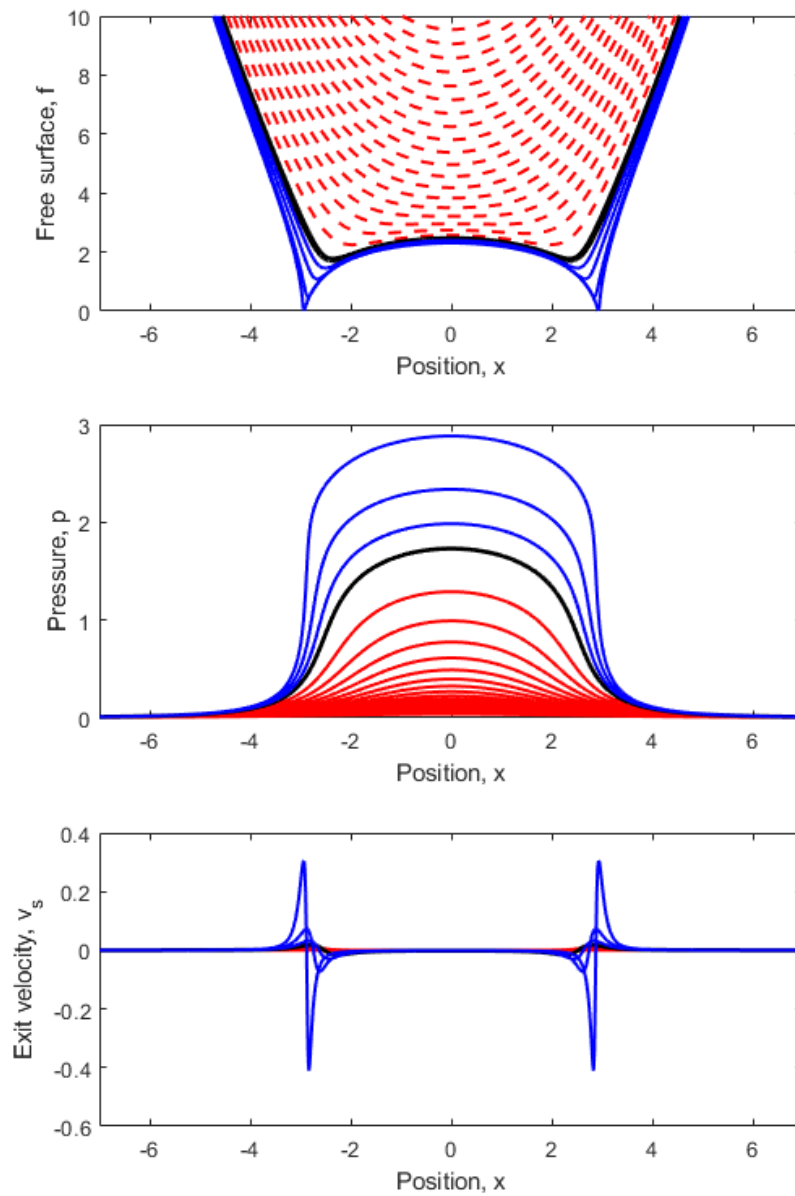 10
8
6
4
2
0
Free surface, f
-6 -4 -2 0 2 4 6
Position, x
3
2
1
0
Pressure, p
-6 -4 -2 0 2 4 6
Position, x
0.4
0.2
0
-0.2
-0.4
-0.6
Exit velocity, v_s
-6 -4 -2 0 2 4 6
Position, x